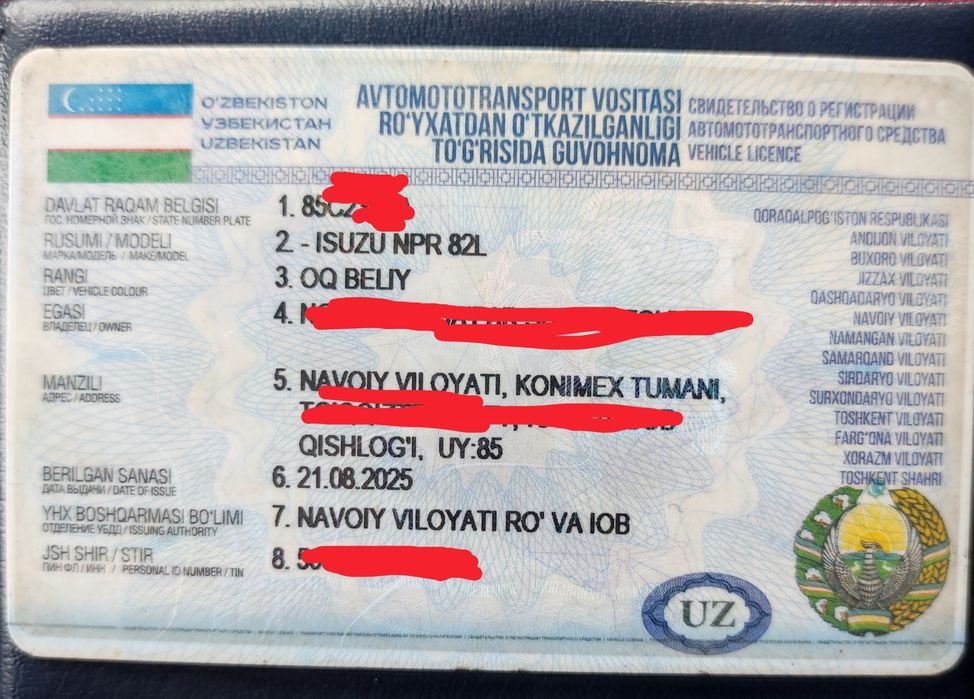 O'ZBEKISTON
ЎЗБЕКИСТАН
UZBEKISTAN
AVTOMOTOTRANSPORT VOSITASI
RO'YXATDAN O'TKAZILGANLIGI
TO'G'RISIDA GUVOHNOMA
СВИДЕТЕЛЬСТВО О РЕГИСТРАЦИИ
АВТОМОТОТРАНСПОРТНОГО СРЕДСТВА
VEHICLE LICENCE
DAVLAT RAQAM BELGISI
ГОС. НОМЕРНОЙ ЗНАК / STATE NUMBER PLATE
1.
RUSUMI / MODELI
МАРКА/МОДЕЛЬ / MAKE/MODEL
2. - ISUZU NPR 82L
RANGI
ЦВЕТ / VEHICLE COLOUR
3. OQ BELIY
EGASI
ВЛАДЕЛЕЦ / OWNER
4.
MANZILI
АДРЕС / ADDRESS
5. NAVOIY VILOYATI, KONIMEX TUMANI,
QISHLOG'I, UY:85
BERILGAN SANASI
ДАТА ВЫДАЧИ / DATE OF ISSUE
6. 21.08.2025
YHX BOSHQARMASI BO'LIMI
ОТДЕЛЕНИЕ УБДД / ISSUING AUTHORITY
7. NAVOIY VILOYATI RO' VA IOB
JSH SHIR / STIR
ПИН ФЛ / ИНН / PERSONAL ID NUMBER / TIN
8.
QORAQALPOG'ISTON RESPUBLIKASI
ANDIJON VILOYATI
BUXORO VILOYATI
JIZZAX VILOYATI
QASHQADARYO VILOYATI
NAVOIY VILOYATI
NAMANGAN VILOYATI
SAMARQAND VILOYATI
SIRDARYO VILOYATI
SURXONDARYO VILOYATI
TOSHKENT VILOYATI
FARG'ONA VILOYATI
XORAZM VILOYATI
TOSHKENT SHAHRI
UZ